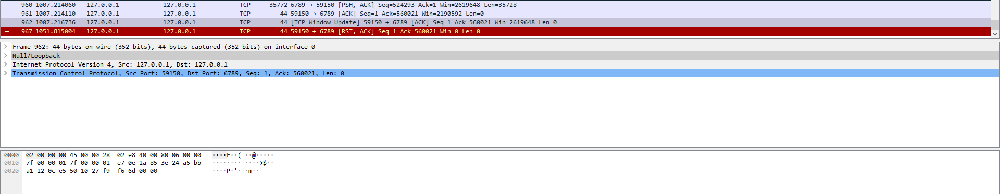 960 1007.214060 127.0.0.1 127.0.0.1 TCP 35772 6789 → 59150 [PSH, ACK] Seq=524293 Ack=1 Win=2619648 Len=35728
961 1007.214110 127.0.0.1 127.0.0.1 TCP 44 59150 → 6789 [ACK] Seq=1 Ack=560021 Win=2190592 Len=0
962 1007.216736 127.0.0.1 127.0.0.1 TCP 44 [TCP Window Update] 59150 → 6789 [ACK] Seq=1 Ack=560021 Win=2619648 Len=0
967 1051.815004 127.0.0.1 127.0.0.1 TCP 44 59150 → 6789 [RST, ACK] Seq=1 Ack=560021 Win=0 Len=0
Frame 962: 44 bytes on wire (352 bits), 44 bytes captured (352 bits) on interface 0
Null/Loopback
Internet Protocol Version 4, Src: 127.0.0.1, Dst: 127.0.0.1
Transmission Control Protocol, Src Port: 59150, Dst Port: 6789, Seq: 1, Ack: 560021, Len: 0
0000 02 00 00 00 45 00 00 28 02 e8 40 00 80 06 00 00 ····E··( ··@·····
0010 7f 00 00 01 7f 00 00 01 e7 0e 1a 85 3e 24 a5 bb ········ ····>$··
0020 a1 12 0c e5 50 10 27 f9 f6 6d 00 00 ····P·'· ·m··